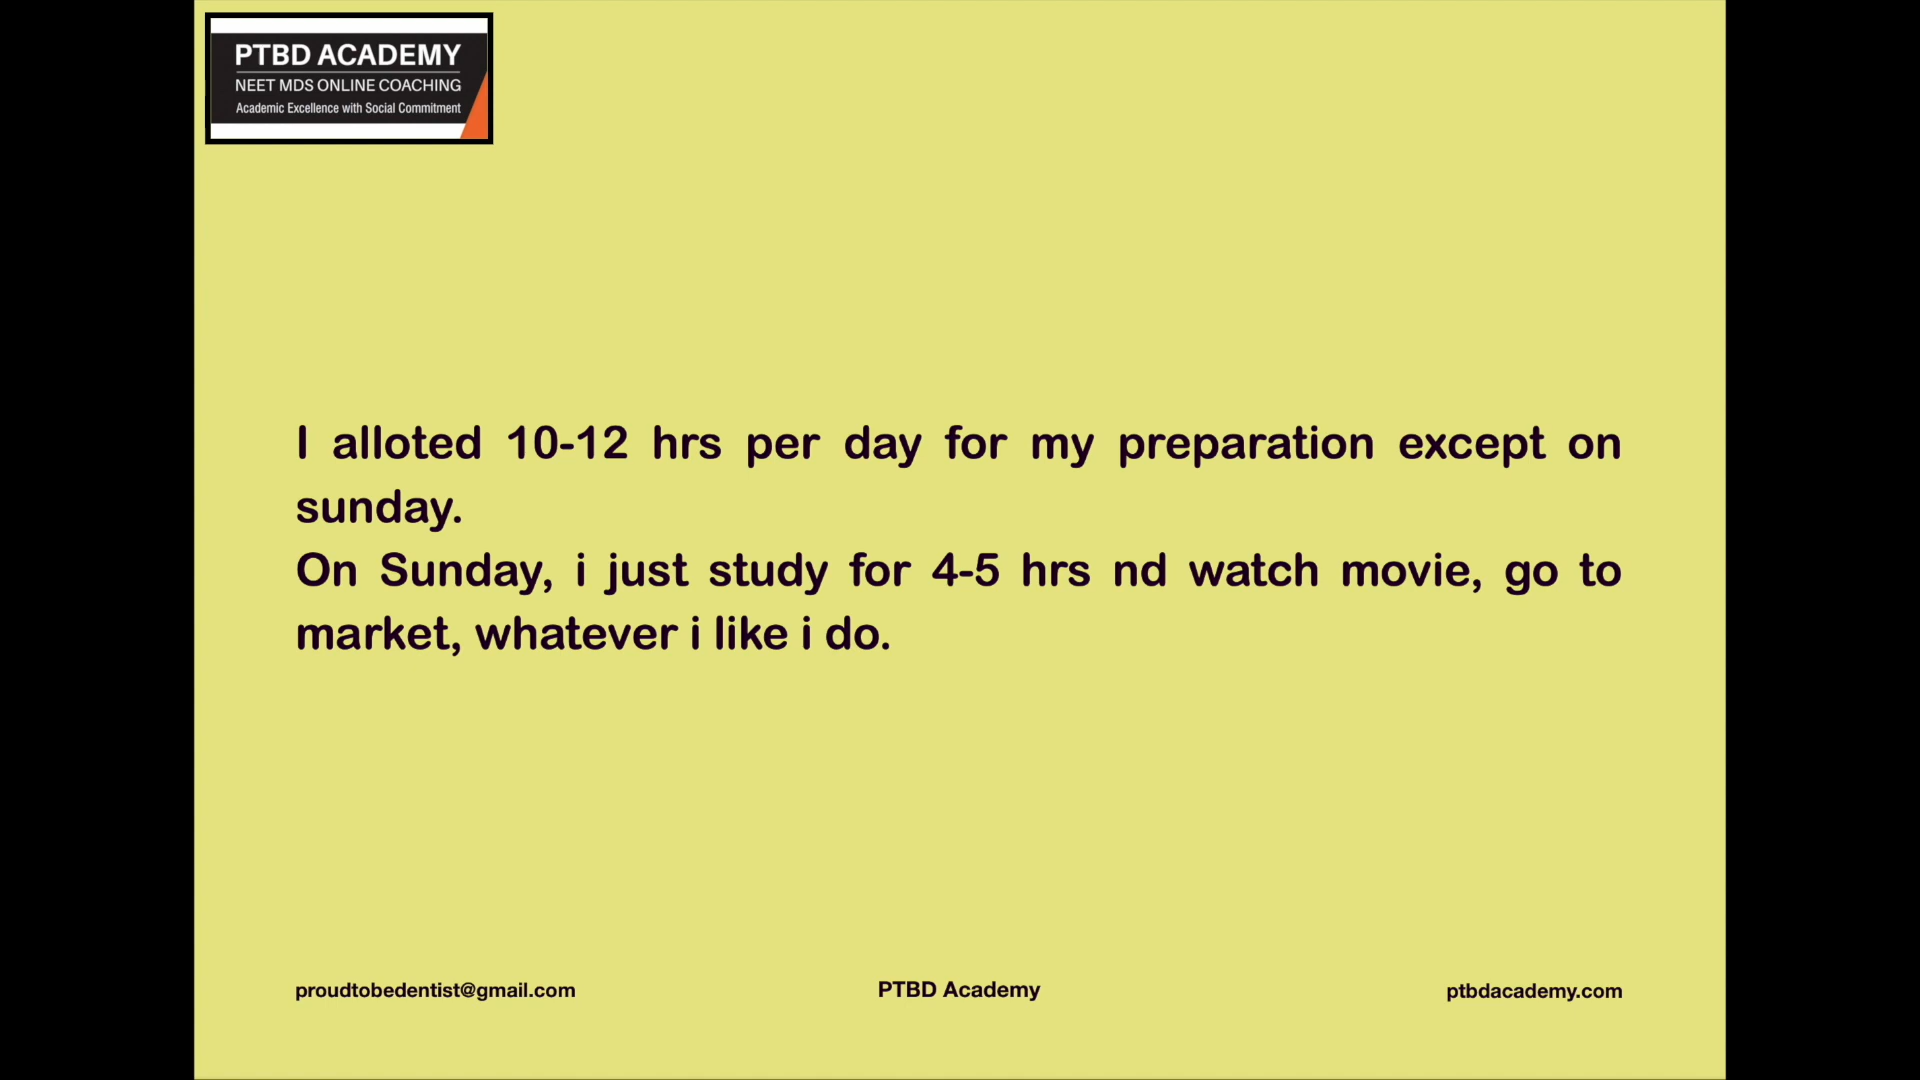 PTBD ACADEMY
NEET MDS ONLINE COACHING
Academic Excellence with Social Commitment
I alloted 10-12 hrs per day for my preparation except on
sunday.
On Sunday, i just study for 4-5 hrs nd watch movie, go to
market, whatever i like i do.
proudtobedentist@gmail.com
PTBD Academy
ptbdacademy.com